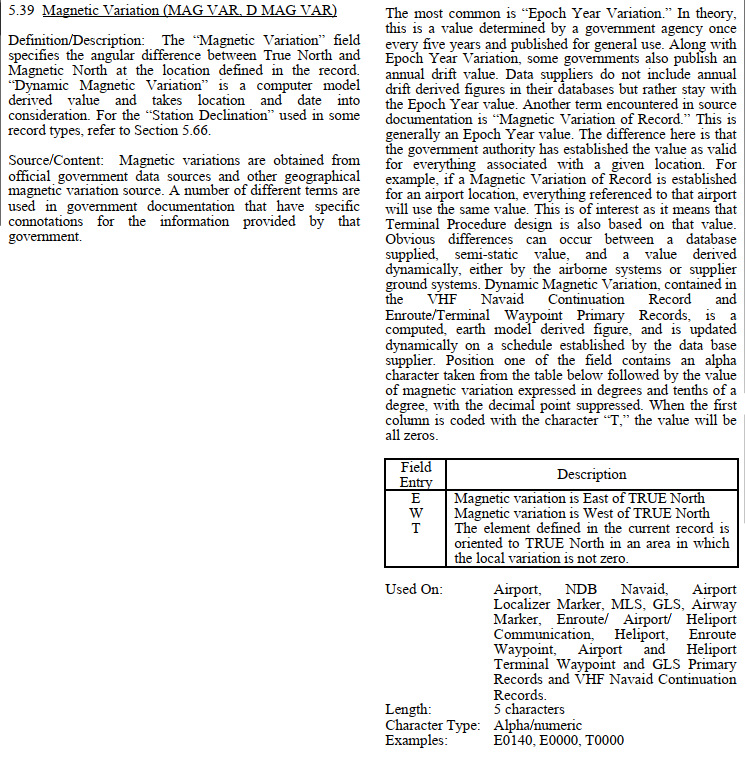 5.39 Magnetic Variation (MAG VAR, D MAG VAR)
Definition/Description: The “Magnetic Variation” field
specifies the angular difference between True North and
Magnetic North at the location defined in the record.
“Dynamic Magnetic Variation” is a computer model
derived value and takes location and date into
consideration. For the “Station Declination” used in some
record types, refer to Section 5.66.
Source/Content: Magnetic variations are obtained from
official government data sources and other geographical
magnetic variation source. A number of different terms are
used in government documentation that have specific
connotations for the information provided by that
government.
The most common is “Epoch Year Variation.” In theory,
this is a value determined by a government agency once
every five years and published for general use. Along with
Epoch Year Variation, some governments also publish an
annual drift value. Data suppliers do not include annual
drift derived figures in their databases but rather stay with
the Epoch Year value. Another term encountered in source
documentation is “Magnetic Variation of Record.” This is
generally an Epoch Year value. The difference here is that
the government authority has established the value as valid
for everything associated with a given location. For
example, if a Magnetic Variation of Record is established
for an airport location, everything referenced to that airport
will use the same value. This is of interest as it means that
Terminal Procedure design is also based on that value.
Obvious differences can occur between a database
supplied, semi-static value, and a value derived
dynamically, either by the airborne systems or supplier
ground systems. Dynamic Magnetic Variation, contained in
the VHF Navaid Continuation Record and
Enroute/Terminal Waypoint Primary Records, is a
computed, earth model derived figure, and is updated
dynamically on a schedule established by the data base
supplier. Position one of the field contains an alpha
character taken from the table below followed by the value
of magnetic variation expressed in degrees and tenths of a
degree, with the decimal point suppressed. When the first
column is coded with the character “T,” the value will be
all zeros.
Field Entry Description
E Magnetic variation is East of TRUE North
W Magnetic variation is West of TRUE North
T The element defined in the current record is
oriented to TRUE North in an area in which
the local variation is not zero.
Used On: Airport, NDB Navaid, Airport
Localizer Marker, MLS, GLS, Airway
Marker, Enroute/ Airport/ Heliport
Communication, Heliport, Enroute
Waypoint, Airport and Heliport
Terminal Waypoint and GLS Primary
Records and VHF Navaid Continuation
Records.
Length: 5 characters
Character Type: Alpha/numeric
Examples: E0140, E0000, T0000